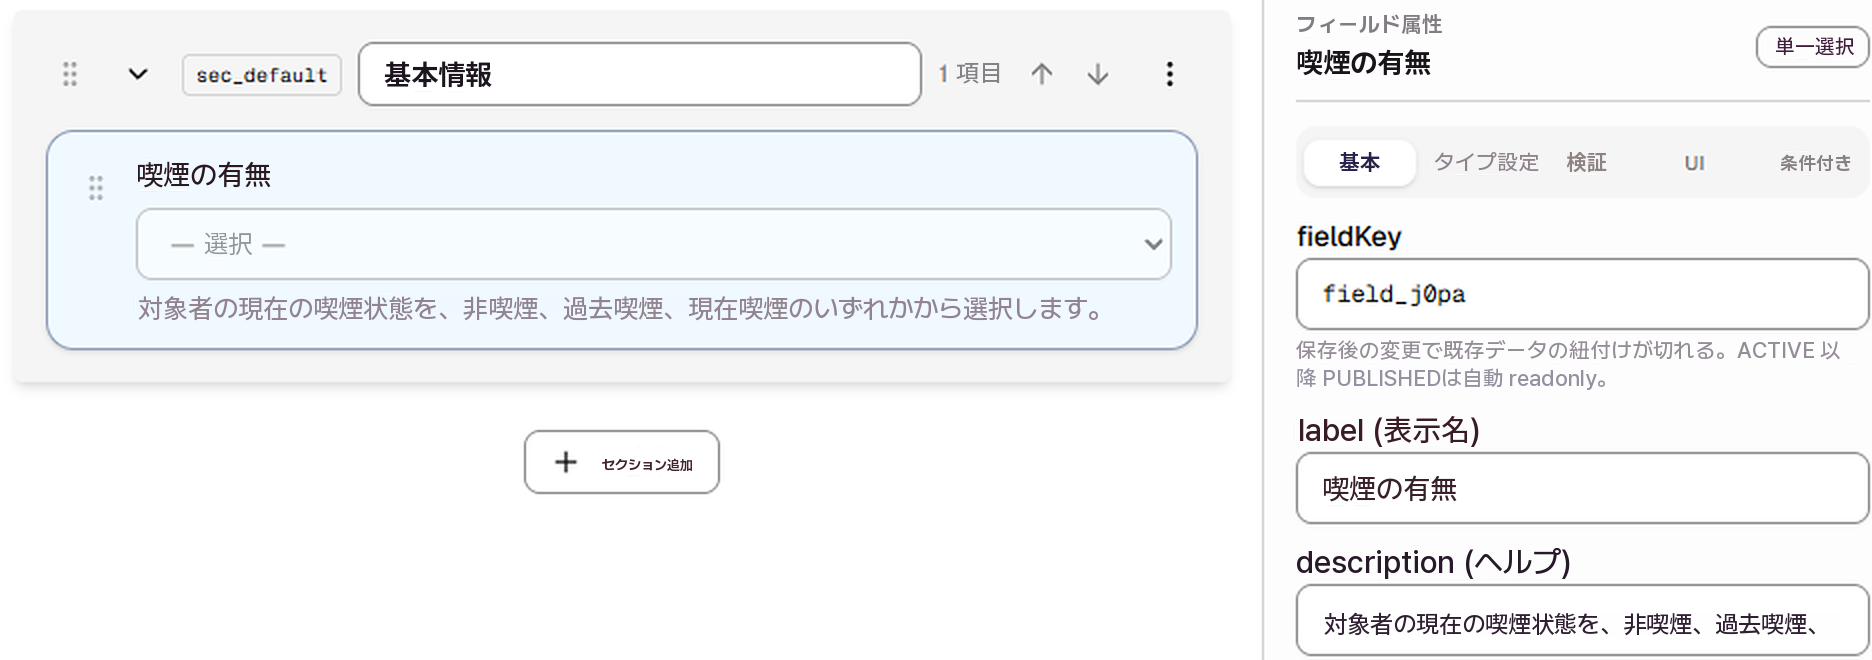 sec_default
基本情報
1 項目
喫煙の有無
— 選択 —
対象者の現在の喫煙状態を、非喫煙、過去喫煙、現在喫煙のいずれかから選択します。
セクション追加
フィールド属性
喫煙の有無
単一選択
基本 タイプ設定 検証 UI 条件付き
fieldKey
field_j0pa
保存後の変更で既存データの紐付けが切れる。ACTIVE 以
降 PUBLISHEDは自動 readonly。
label (表示名)
喫煙の有無
description (ヘルプ)
対象者の現在の喫煙状態を、非喫煙、過去喫煙、